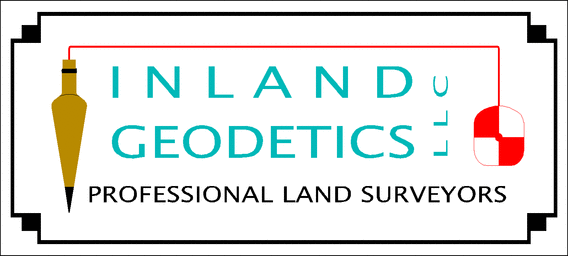 INLAND
GEODETICS
LLC
PROFESSIONAL LAND SURVEYORS